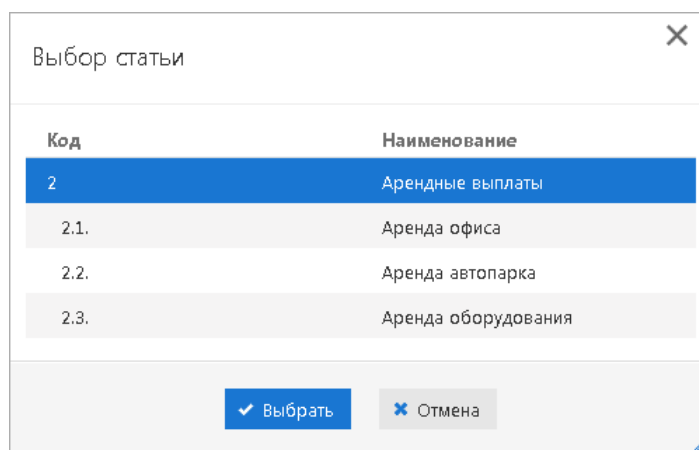 Выбор статьи
Код Наименование
2 Арендные выплаты
2.1. Аренда офиса
2.2. Аренда автопарка
2.3. Аренда оборудования
Выбрать Отмена